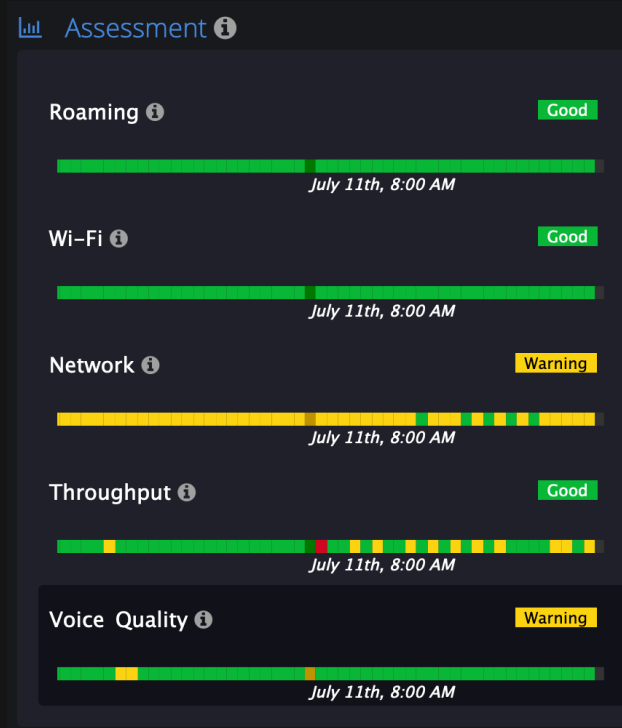 Assessment
Roaming
Good
July 11th, 8:00 AM
Wi-Fi
Good
July 11th, 8:00 AM
Network
Warning
July 11th, 8:00 AM
Throughput
Good
July 11th, 8:00 AM
Voice Quality
Warning
July 11th, 8:00 AM